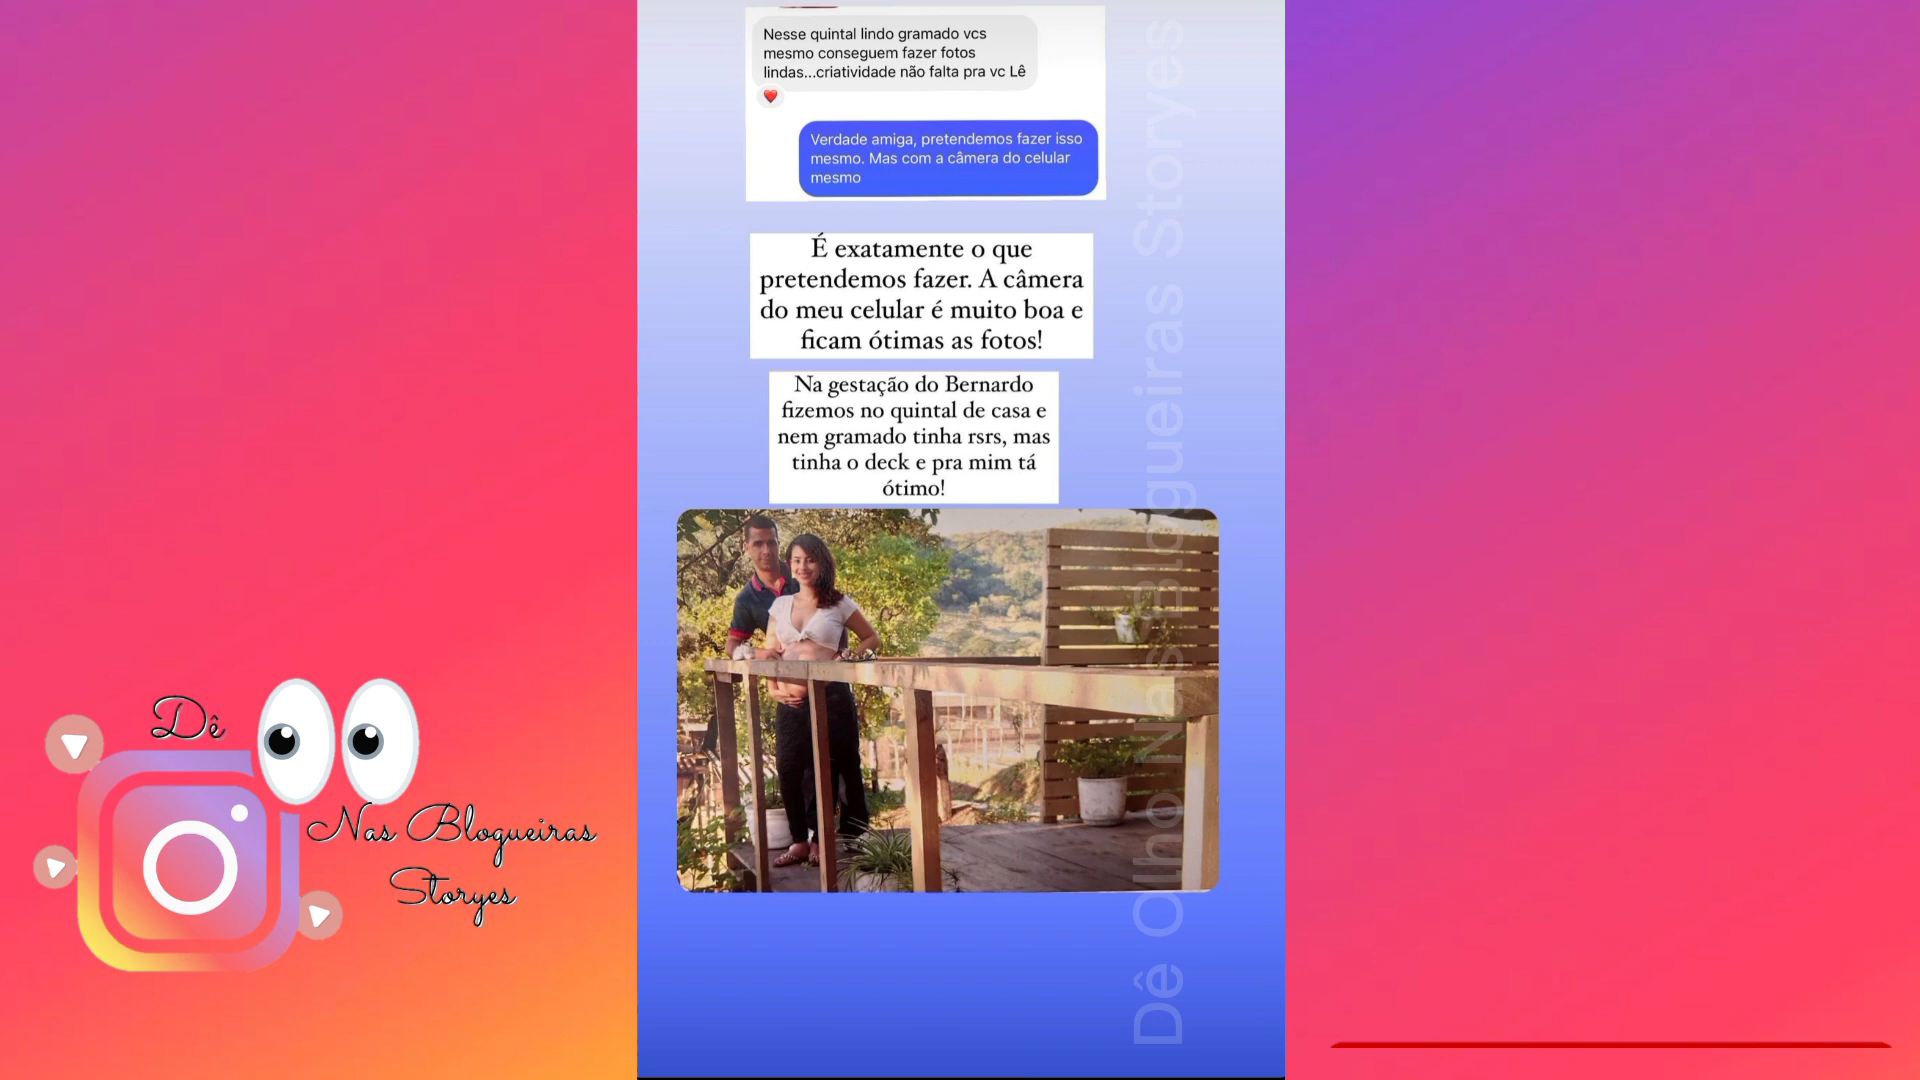 Nesse quintal lindo gramado vcs
mesmo conseguem fazer fotos
lindas...criatividade não falta pra vc Lê
Verdade amiga, pretendemos fazer isso
mesmo. Mas com a câmera do celular
mesmo
É exatamente o que
pretendemos fazer. A câmera
do meu celular é muito boa e
ficam ótimas as fotos!
Na gestação do Bernardo
fizemos no quintal de casa e
nem gramado tinha rsrs, mas
tinha o deck e pra mim tá
ótimo!
Dê
Nas Blogueiras
Storyes
Dê Olho Nas Blogueiras Storyes